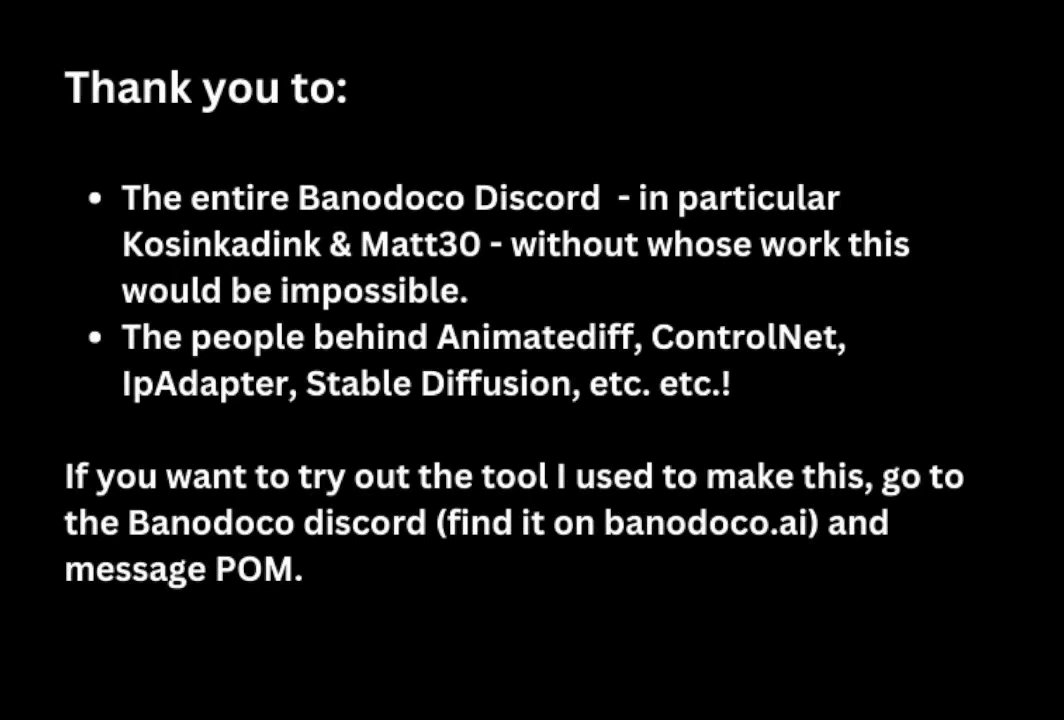 Thank you to:
• The entire Banodoco Discord - in particular
Kosinkadink & Matt30 - without whose work this
would be impossible.
• The people behind Animatediff, ControlNet,
IpAdapter, Stable Diffusion, etc. etc.!
If you want to try out the tool I used to make this, go to
the Banodoco discord (find it on banodoco.ai) and
message POM.